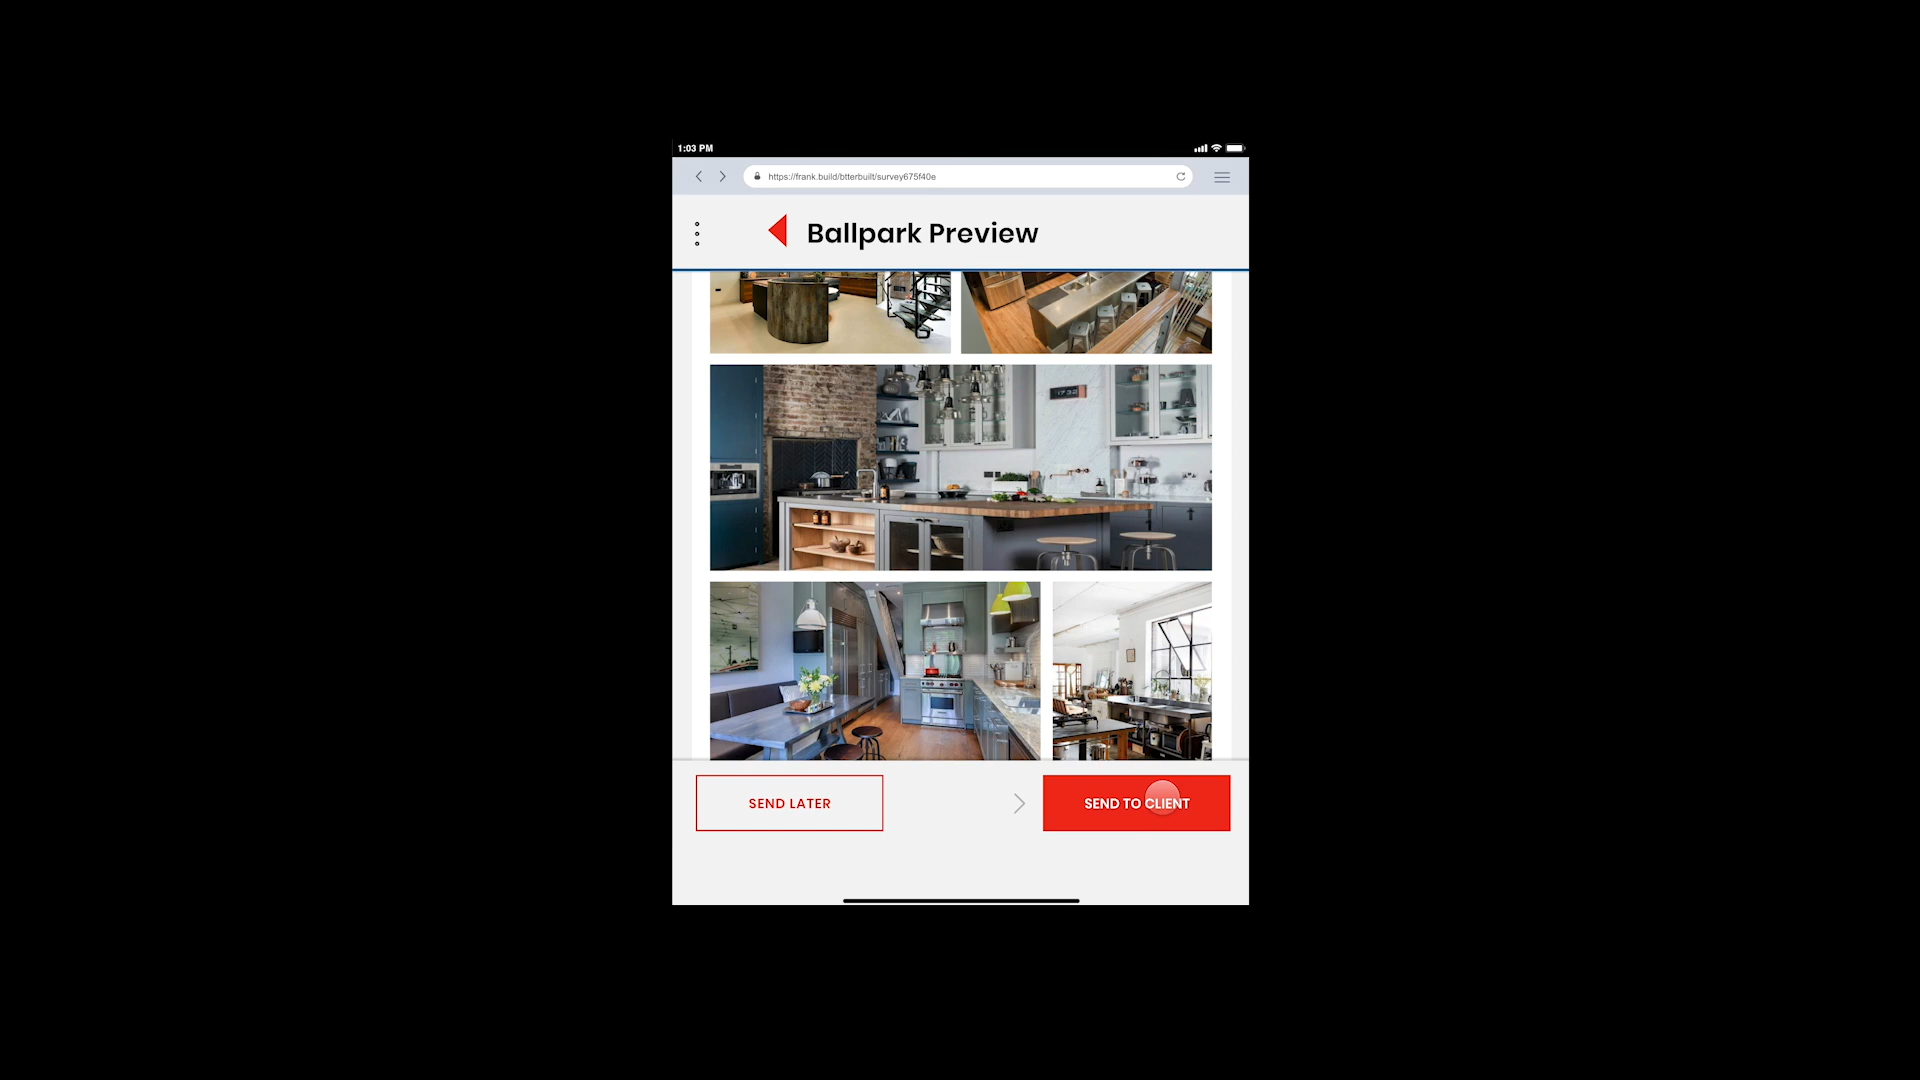 1:03 PM
https://frank.build/btterbuilt/survey675f40e
Ballpark Preview
SEND LATER
SEND TO CLIENT